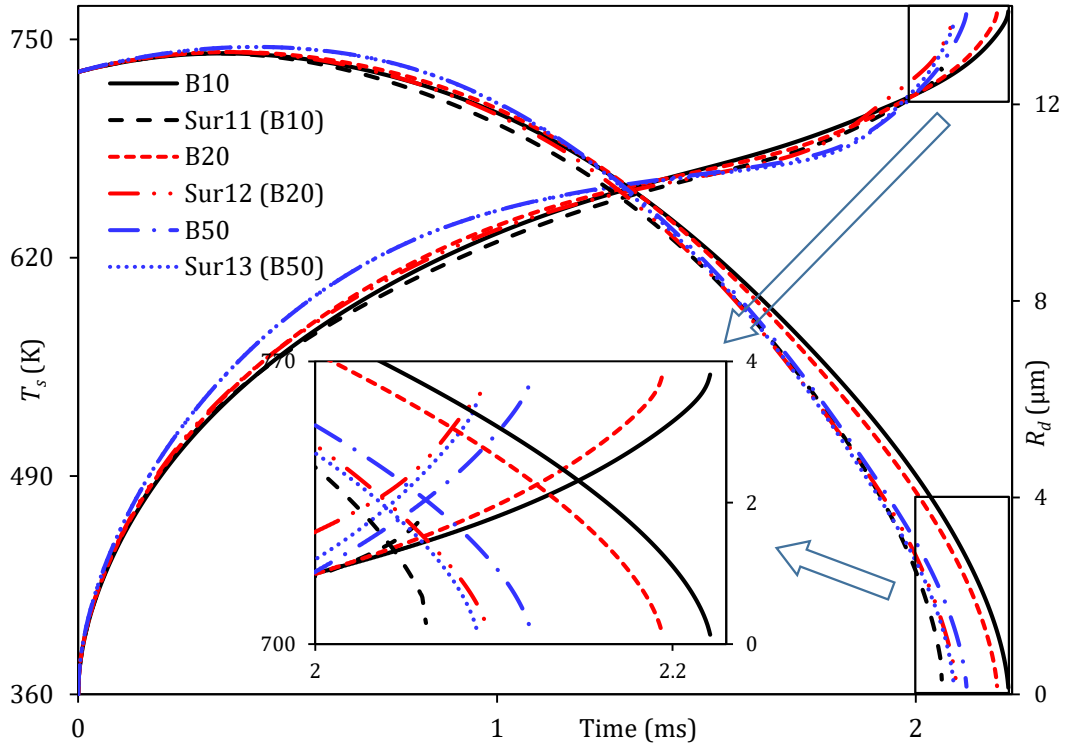 750
620
490
360
T_s (K)
B10
Sur11 (B10)
B20
Sur12 (B20)
B50
Sur13 (B50)
12
8
4
0
R_d (μm)
770
700
4
2
0
2
2.2
0
1
Time (ms)
2